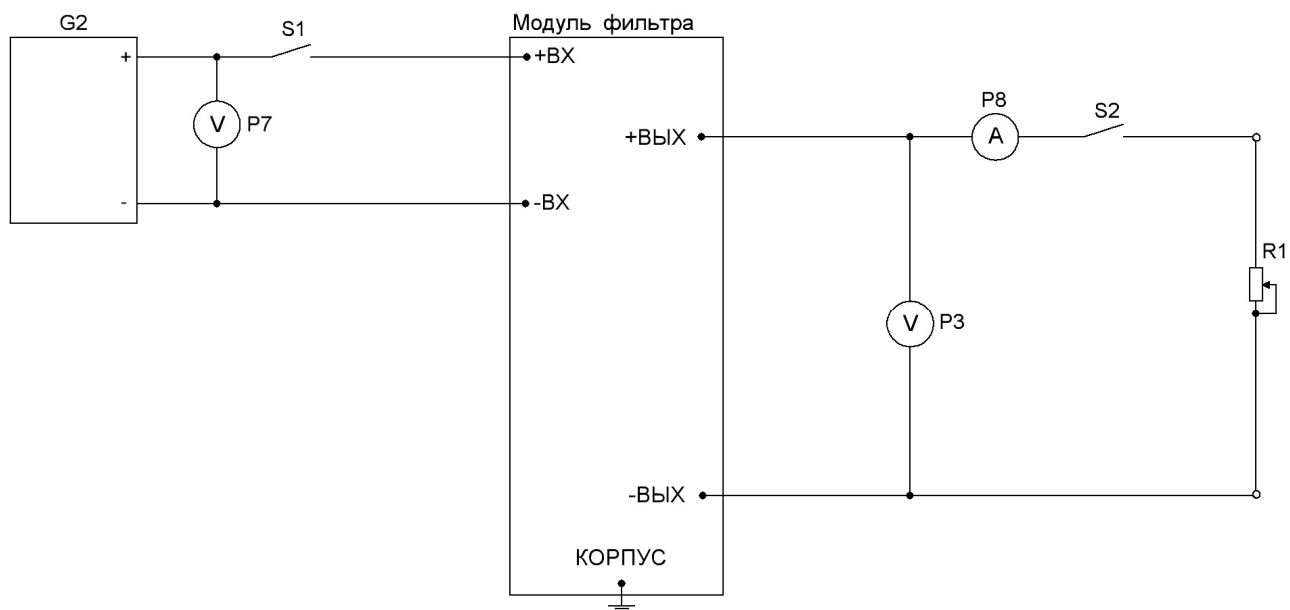 G2
S1
Модуль фильтра
+
+ВХ
V
P7
-
-ВХ
+ВЫХ
P8
A
S2
R1
V
P3
-ВЫХ
КОРПУС